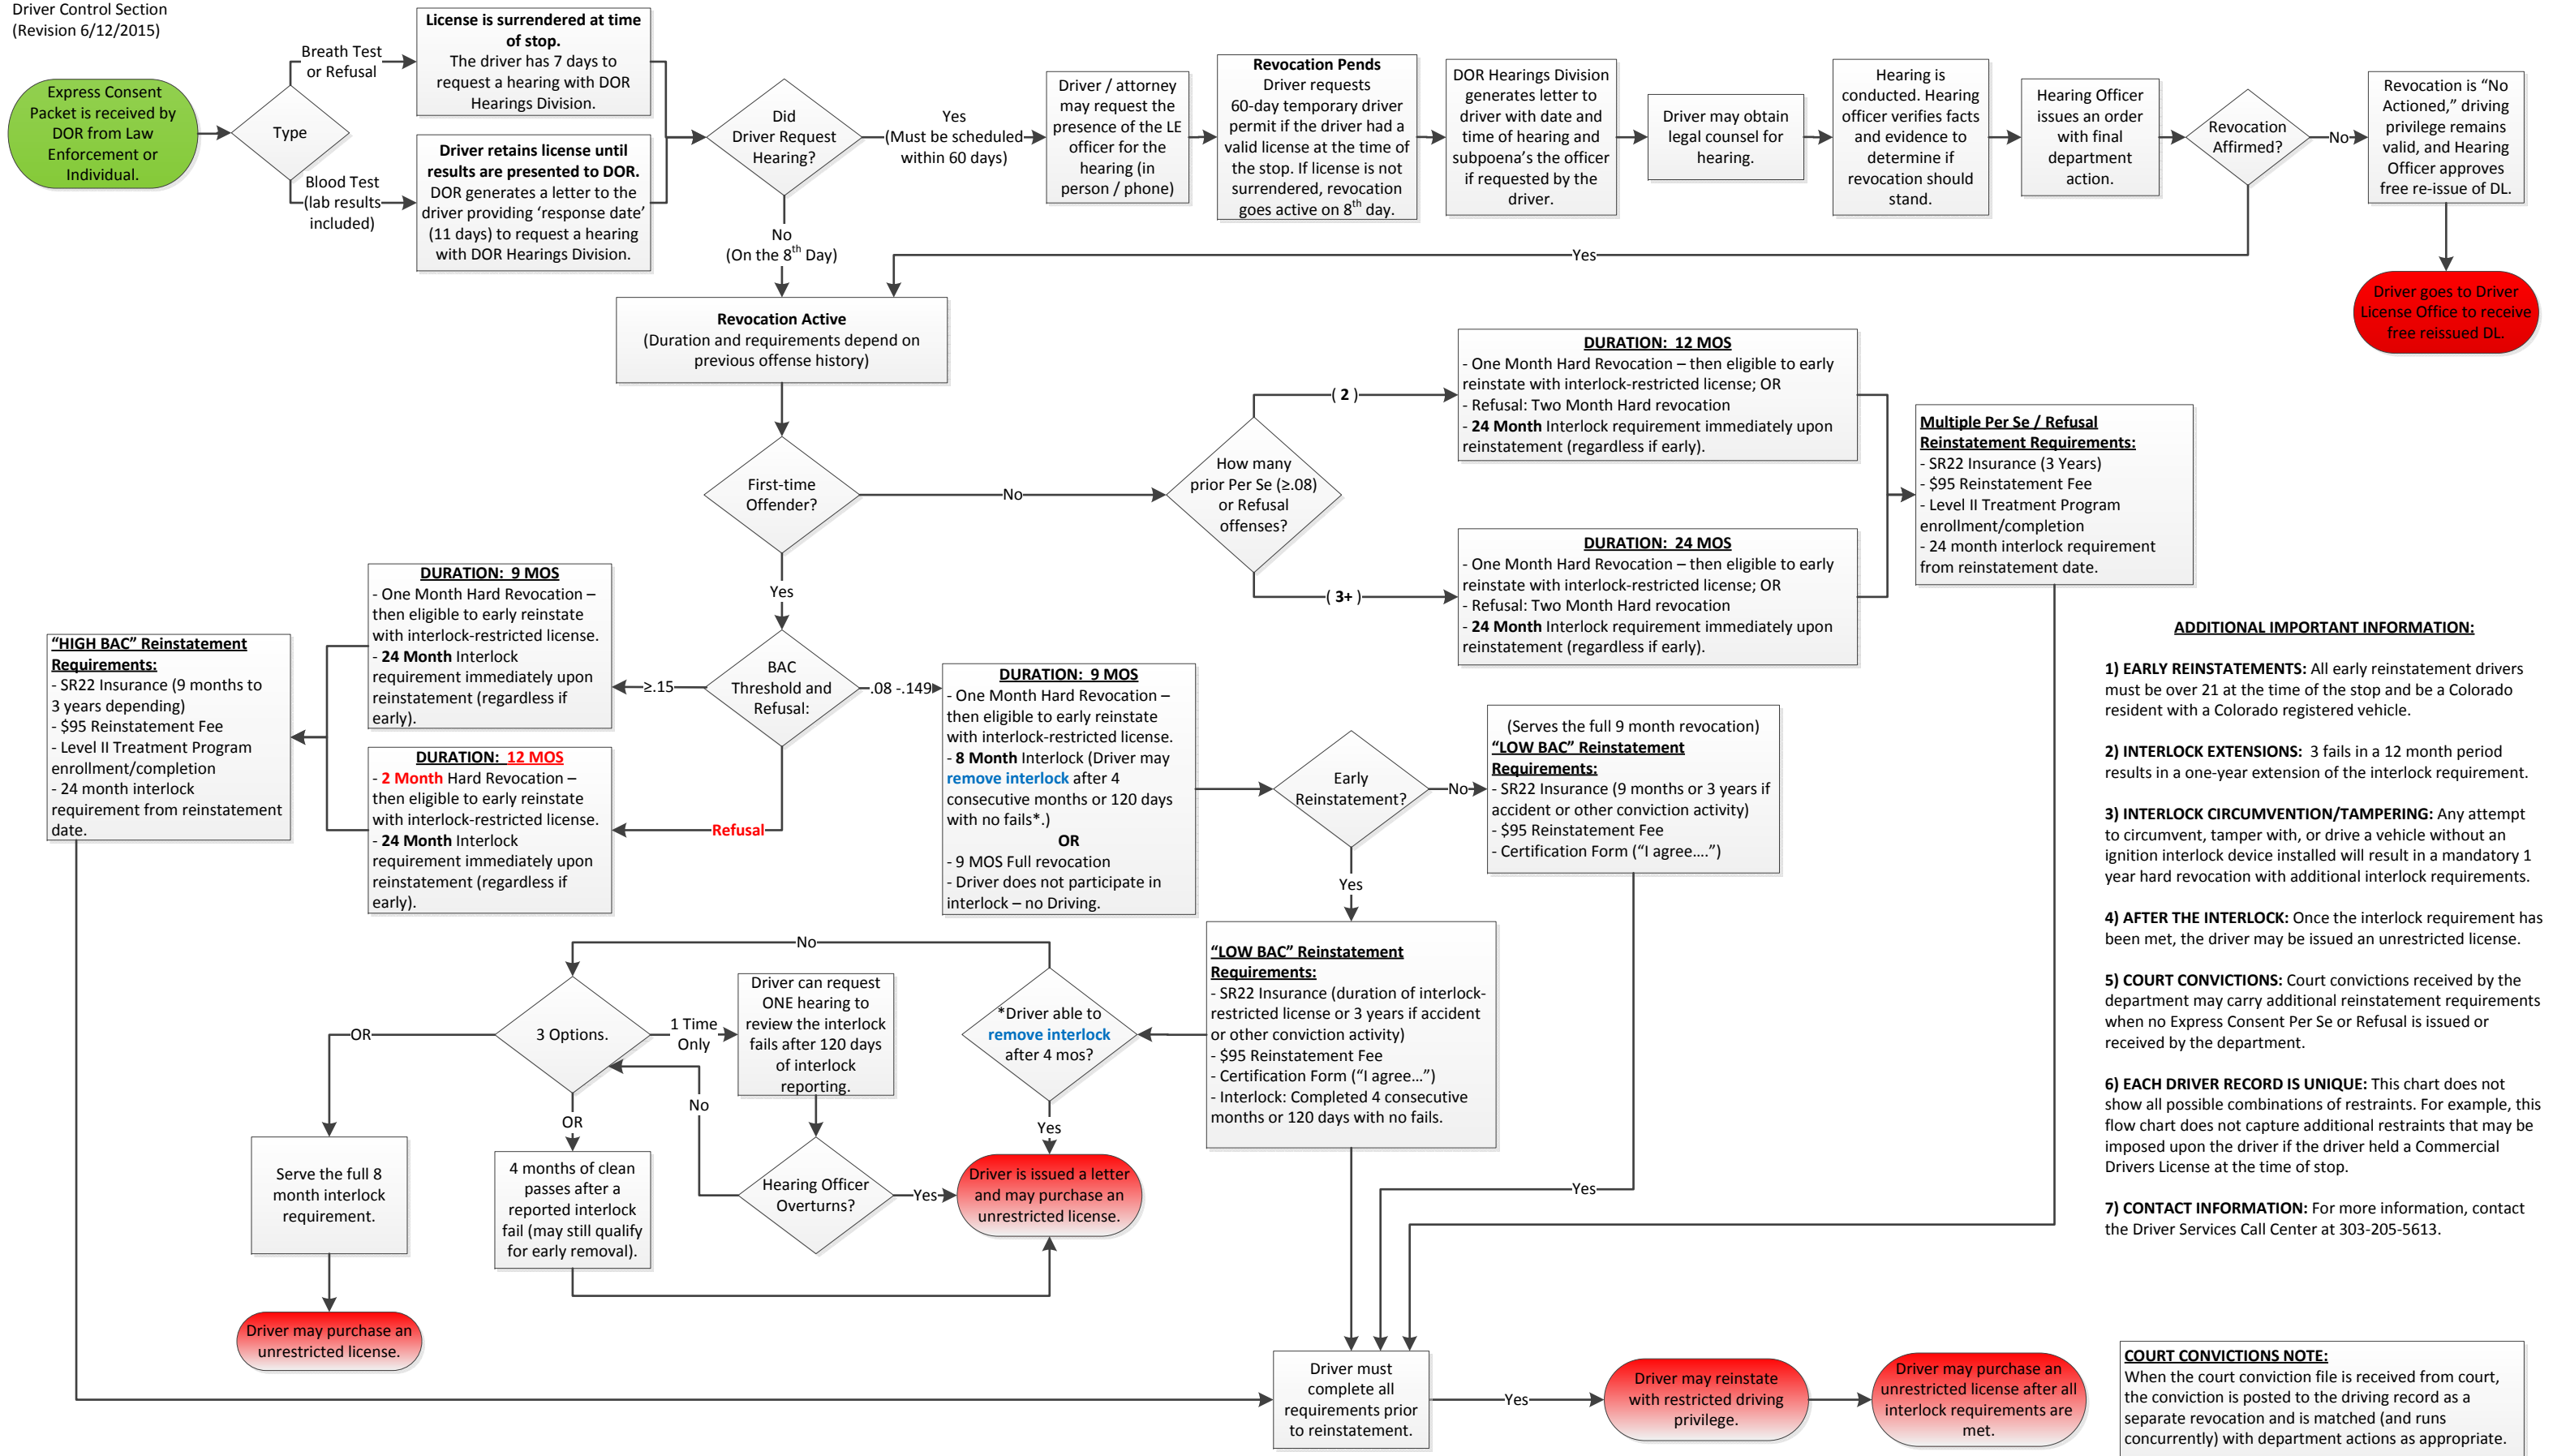 Driver Control Section
(Revision 6/12/2015)
Express Consent
Packet is received by
DOR from Law
Enforcement or
Individual.
Type
Breath Test
or Refusal
Blood Test
(lab results
included)
License is surrendered at time
of stop.
The driver has 7 days to
request a hearing with DOR
Hearings Division.
Driver retains license until
results are presented to DOR.
DOR generates a letter to the
driver providing ‘response date’
(11 days) to request a hearing
with DOR Hearings Division.
Did
Driver Request
Hearing?
Yes
(Must be scheduled
within 60 days)
No
(On the 8th Day)
Driver / attorney
may request the
presence of the LE
officer for the
hearing (in
person / phone)
Revocation Pends
Driver requests
60-day temporary driver
permit if the driver had a
valid license at the time of
the stop. If license is not
surrendered, revocation
goes active on 8th day.
DOR Hearings Division
generates letter to
driver with date and
time of hearing and
subpoena’s the officer
if requested by the
driver.
Driver may obtain
legal counsel for
hearing.
Hearing is
conducted. Hearing
officer verifies facts
and evidence to
determine if
revocation should
stand.
Hearing Officer
issues an order
with final
department
action.
Revocation
Affirmed?
No
Yes
Revocation is “No
Actioned,” driving
privilege remains
valid, and Hearing
Officer approves
free re-issue of DL.
Driver goes to Driver
License Office to receive
free reissued DL.
Revocation Active
(Duration and requirements depend on
previous offense history)
First-time
Offender?
No
Yes
How many
prior Per Se (≥.08)
or Refusal
offenses?
( 2 )
( 3+ )
DURATION: 12 MOS
- One Month Hard Revocation – then eligible to early
reinstate with interlock-restricted license; OR
- Refusal: Two Month Hard revocation
- 24 Month Interlock requirement immediately upon
reinstatement (regardless if early).
DURATION: 24 MOS
- One Month Hard Revocation – then eligible to early
reinstate with interlock-restricted license; OR
- Refusal: Two Month Hard revocation
- 24 Month Interlock requirement immediately upon
reinstatement (regardless if early).
Multiple Per Se / Refusal
Reinstatement Requirements:
- SR22 Insurance (3 Years)
- $95 Reinstatement Fee
- Level II Treatment Program
enrollment/completion
- 24 month interlock requirement
from reinstatement date.
BAC
Threshold and
Refusal:
≥.15
.08 -.149
Refusal
DURATION: 9 MOS
- One Month Hard Revocation –
then eligible to early reinstate
with interlock-restricted license.
- 24 Month Interlock
requirement immediately upon
reinstatement (regardless if
early).
DURATION: 12 MOS
- 2 Month Hard Revocation –
then eligible to early reinstate
with interlock-restricted license.
- 24 Month Interlock
requirement immediately upon
reinstatement (regardless if
early).
“HIGH BAC” Reinstatement
Requirements:
- SR22 Insurance (9 months to
3 years depending)
- $95 Reinstatement Fee
- Level II Treatment Program
enrollment/completion
- 24 month interlock
requirement from reinstatement
date.
DURATION: 9 MOS
- One Month Hard Revocation –
then eligible to early reinstate
with interlock-restricted license.
- 8 Month Interlock (Driver may
remove interlock after 4
consecutive months or 120 days
with no fails*.)
OR
- 9 MOS Full revocation
- Driver does not participate in
interlock – no Driving.
Early
Reinstatement?
No
Yes
(Serves the full 9 month revocation)
“LOW BAC” Reinstatement
Requirements:
- SR22 Insurance (9 months or 3 years if
accident or other conviction activity)
- $95 Reinstatement Fee
- Certification Form (“I agree….”)
“LOW BAC” Reinstatement
Requirements:
- SR22 Insurance (duration of interlock-
restricted license or 3 years if accident
or other conviction activity)
- $95 Reinstatement Fee
- Certification Form (“I agree…”)
- Interlock: Completed 4 consecutive
months or 120 days with no fails.
*Driver able to
remove interlock
after 4 mos?
No
Yes
3 Options.
OR
OR
1 Time
Only
Driver can request
ONE hearing to
review the interlock
fails after 120 days
of interlock
reporting.
No
Hearing Officer
Overturns?
Yes
Driver is issued a letter
and may purchase an
unrestricted license.
4 months of clean
passes after a
reported interlock
fail (may still qualify
for early removal).
Serve the full 8
month interlock
requirement.
Driver may purchase an
unrestricted license.
Yes
Driver must
complete all
requirements prior
to reinstatement.
Yes
Driver may reinstate
with restricted driving
privilege.
Driver may purchase an
unrestricted license after all
interlock requirements are
met.
ADDITIONAL IMPORTANT INFORMATION:
1) EARLY REINSTATEMENTS: All early reinstatement drivers
must be over 21 at the time of the stop and be a Colorado
resident with a Colorado registered vehicle.
2) INTERLOCK EXTENSIONS: 3 fails in a 12 month period
results in a one-year extension of the interlock requirement.
3) INTERLOCK CIRCUMVENTION/TAMPERING: Any attempt
to circumvent, tamper with, or drive a vehicle without an
ignition interlock device installed will result in a mandatory 1
year hard revocation with additional interlock requirements.
4) AFTER THE INTERLOCK: Once the interlock requirement has
been met, the driver may be issued an unrestricted license.
5) COURT CONVICTIONS: Court convictions received by the
department may carry additional reinstatement requirements
when no Express Consent Per Se or Refusal is issued or
received by the department.
6) EACH DRIVER RECORD IS UNIQUE: This chart does not
show all possible combinations of restraints. For example, this
flow chart does not capture additional restraints that may be
imposed upon the driver if the driver held a Commercial
Drivers License at the time of stop.
7) CONTACT INFORMATION: For more information, contact
the Driver Services Call Center at 303-205-5613.
COURT CONVICTIONS NOTE:
When the court conviction file is received from court,
the conviction is posted to the driving record as a
separate revocation and is matched (and runs
concurrently) with department actions as appropriate.